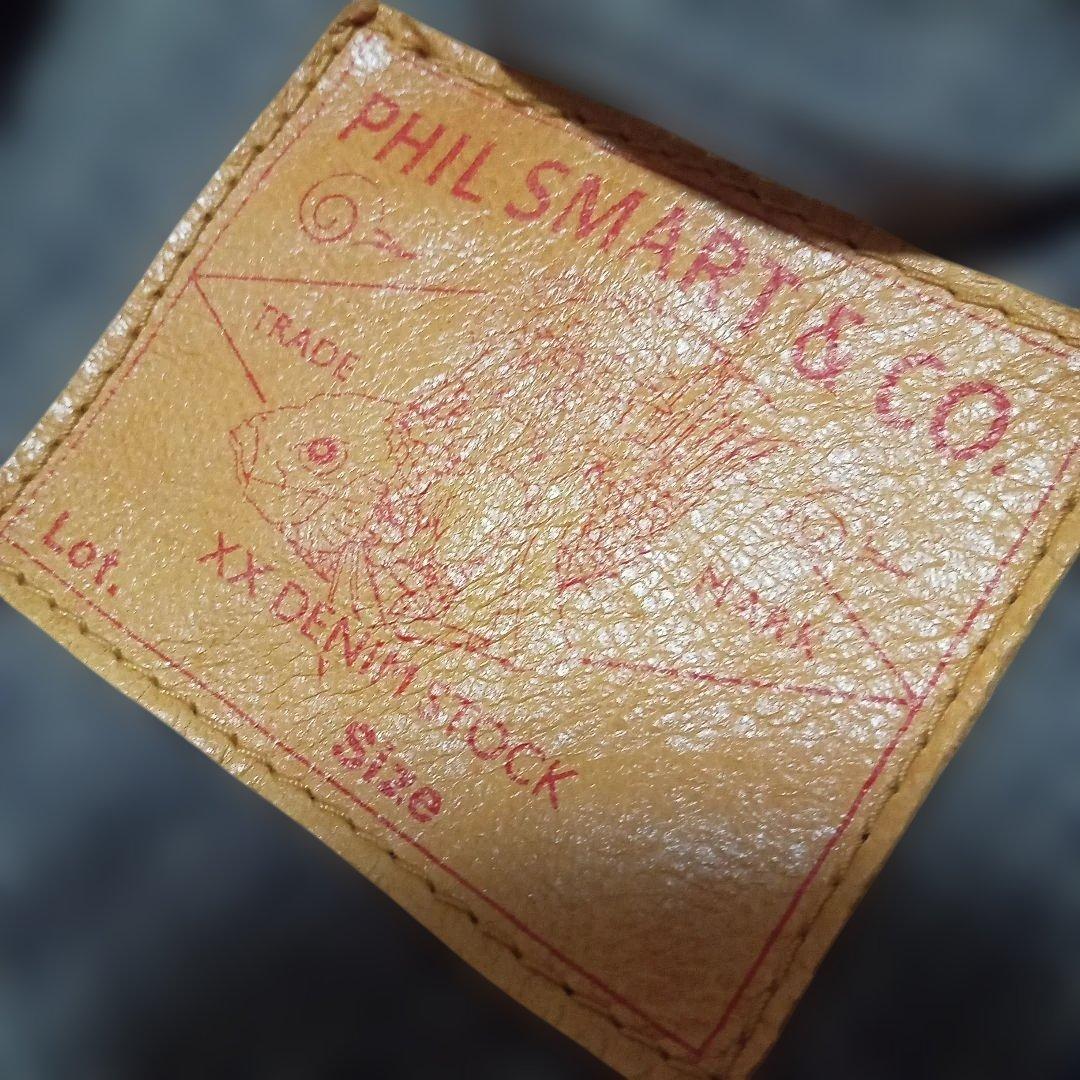 PHIL SMART & CO.
TRADE
MARK
XX DENIM STOCK
Lot.
Size